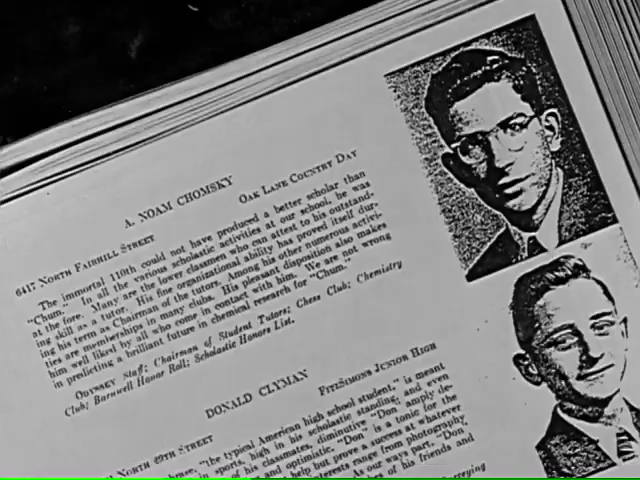 A. NOAM CHOMSKY
6417 NORTH FAIRHILL STREET OAK LANE COUNTRY DAY
The immortal 110th could not have produced a better scholar than
"Chum." In all the various scholastic activities at our school, he was
at the fore. Many are the lower classmen who can attest to his outstand-
ing skill as a tutor. His fine organizational ability has proved itself dur-
ing his term as Chairman of the tutors. Among his other numerous activi-
ties are memberships in many clubs. His pleasant disposition also makes
him well liked by all who come in contact with him. We are not wrong
in predicting a brilliant future in chemical research for "Chum."
ODYSSEY Staff; Chairman of Student Tutors; Chess Club; Chemistry
Club; Barnwell Honor Roll; Scholastic Honors List.
DONALD CLYMAN
NORTH 49TH STREET FITZSIMONS JUNIOR HIGH
"the typical American high school student," is meant
in sports, high in his scholastic standing, and even
of his classmates, diminutive "Don" amply de-
and optimistic, "Don" is a tonic for the
help but prove a success at whatever
interests range from photography,
As our ways part, "Don,"
of his friends and